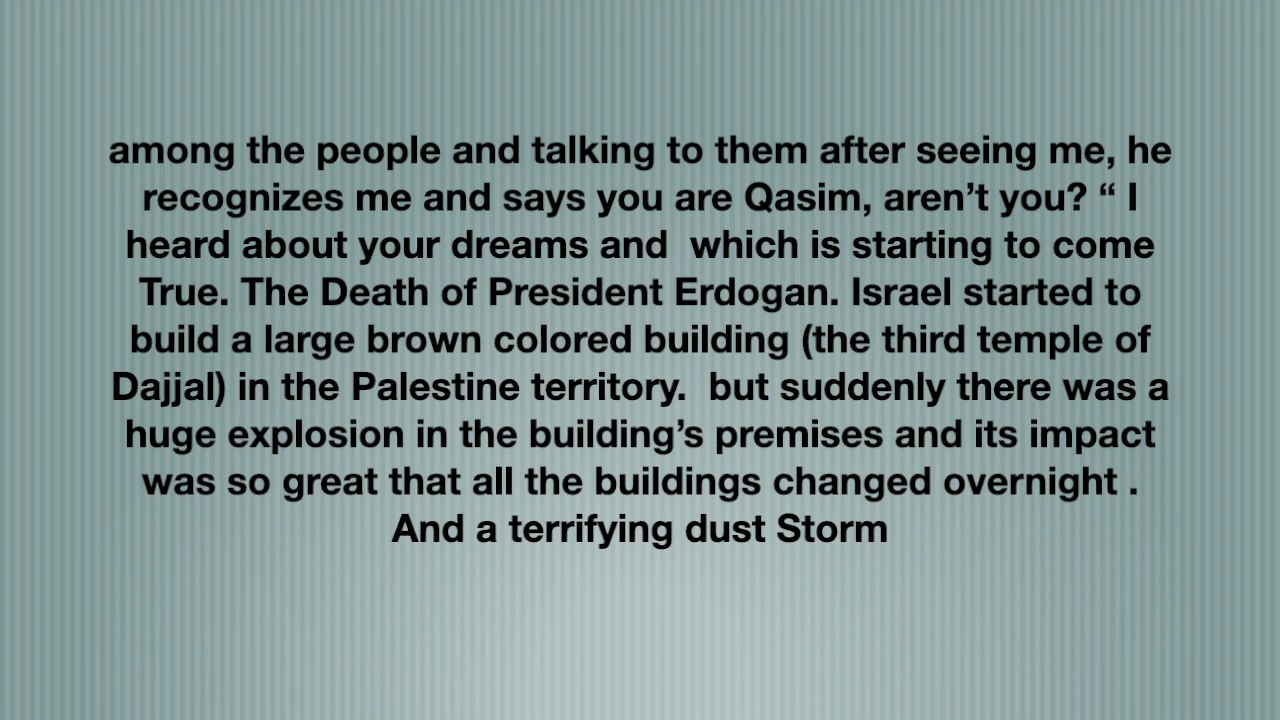 among the people and talking to them after seeing me, he
recognizes me and says you are Qasim, aren’t you? “ I
heard about your dreams and  which is starting to come
True. The Death of President Erdogan. Israel started to
build a large brown colored building (the third temple of
Dajjal) in the Palestine territory.  but suddenly there was a
huge explosion in the building’s premises and its impact
was so great that all the buildings changed overnight .
And a terrifying dust Storm